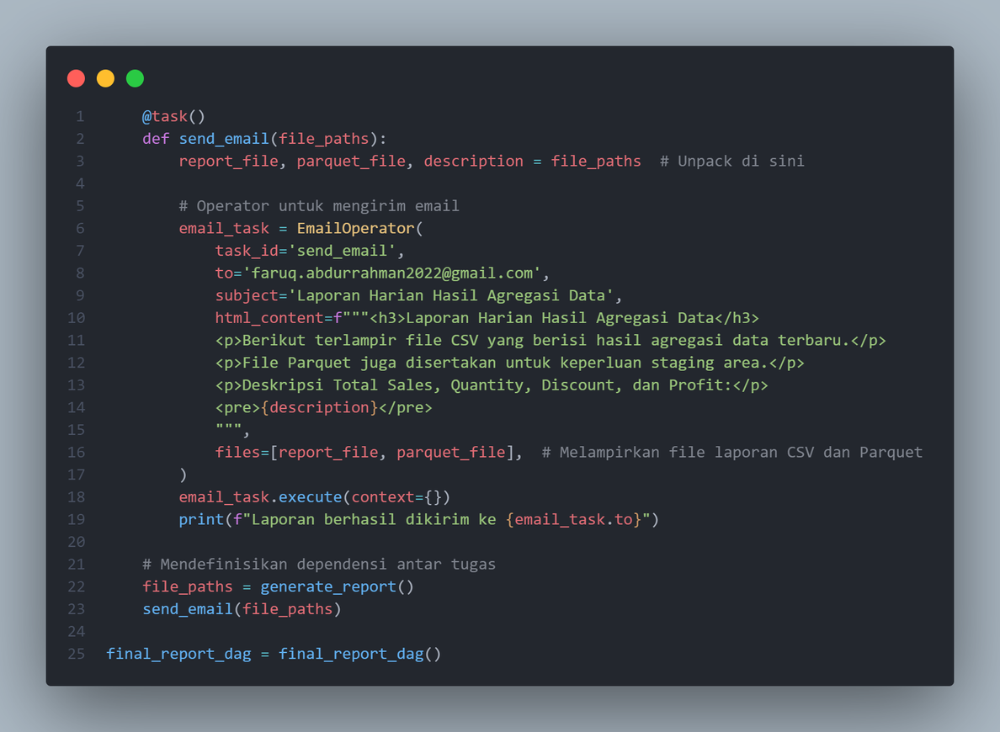 1 @task()
2 def send_email(file_paths):
3 report_file, parquet_file, description = file_paths # Unpack di sini
4
5 # Operator untuk mengirim email
6 email_task = EmailOperator(
7 task_id='send_email',
8 to='faruq.abdurrahman2022@gmail.com',
9 subject='Laporan Harian Hasil Agregasi Data',
10 html_content=f"""<h3>Laporan Harian Hasil Agregasi Data</h3>
11 <p>Berikut terlampir file CSV yang berisi hasil agregasi data terbaru.</p>
12 <p>File Parquet juga disertakan untuk keperluan staging area.</p>
13 <p>Deskripsi Total Sales, Quantity, Discount, dan Profit:</p>
14 <pre>{description}</pre>
15 """,
16 files=[report_file, parquet_file], # Melampirkan file laporan CSV dan Parquet
17 )
18 email_task.execute(context={})
19 print(f"Laporan berhasil dikirim ke {email_task.to}")
20
21 # Mendefinisikan dependensi antar tugas
22 file_paths = generate_report()
23 send_email(file_paths)
24
25 final_report_dag = final_report_dag()